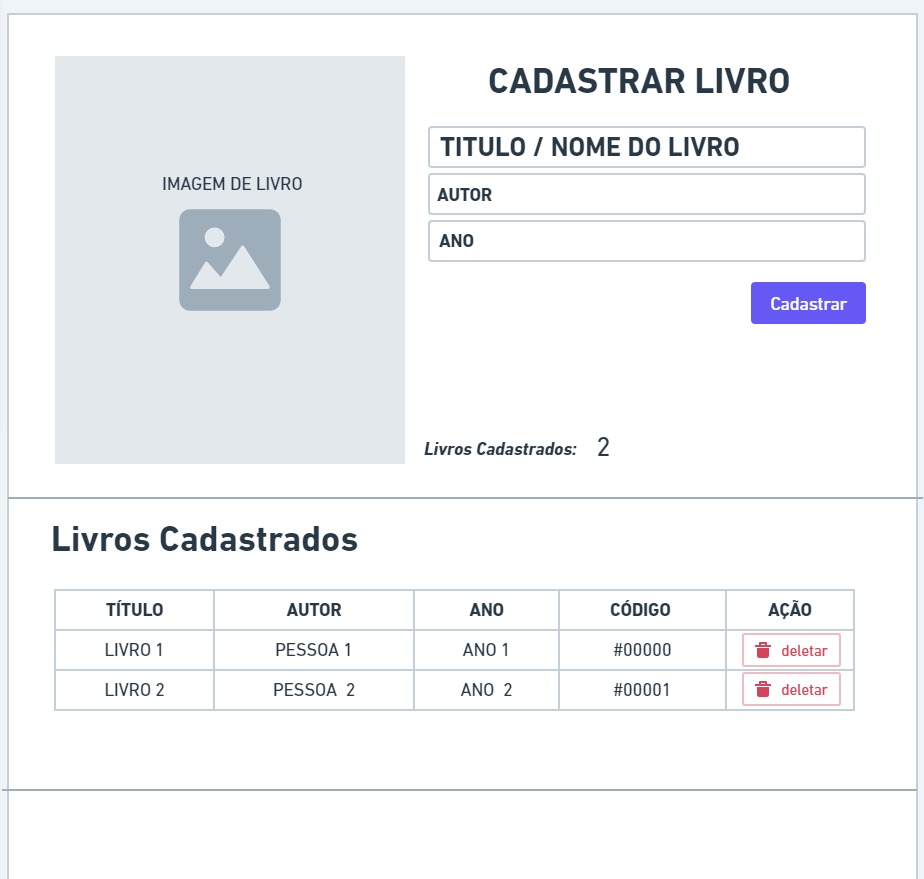 CADASTRAR LIVRO
IMAGEM DE LIVRO
TITULO / NOME DO LIVRO
AUTOR
ANO
Cadastrar
Livros Cadastrados: 2
Livros Cadastrados
TÍTULO AUTOR ANO CÓDIGO AÇÃO
LIVRO 1 PESSOA 1 ANO 1 #00000 deletar
LIVRO 2 PESSOA 2 ANO 2 #00001 deletar